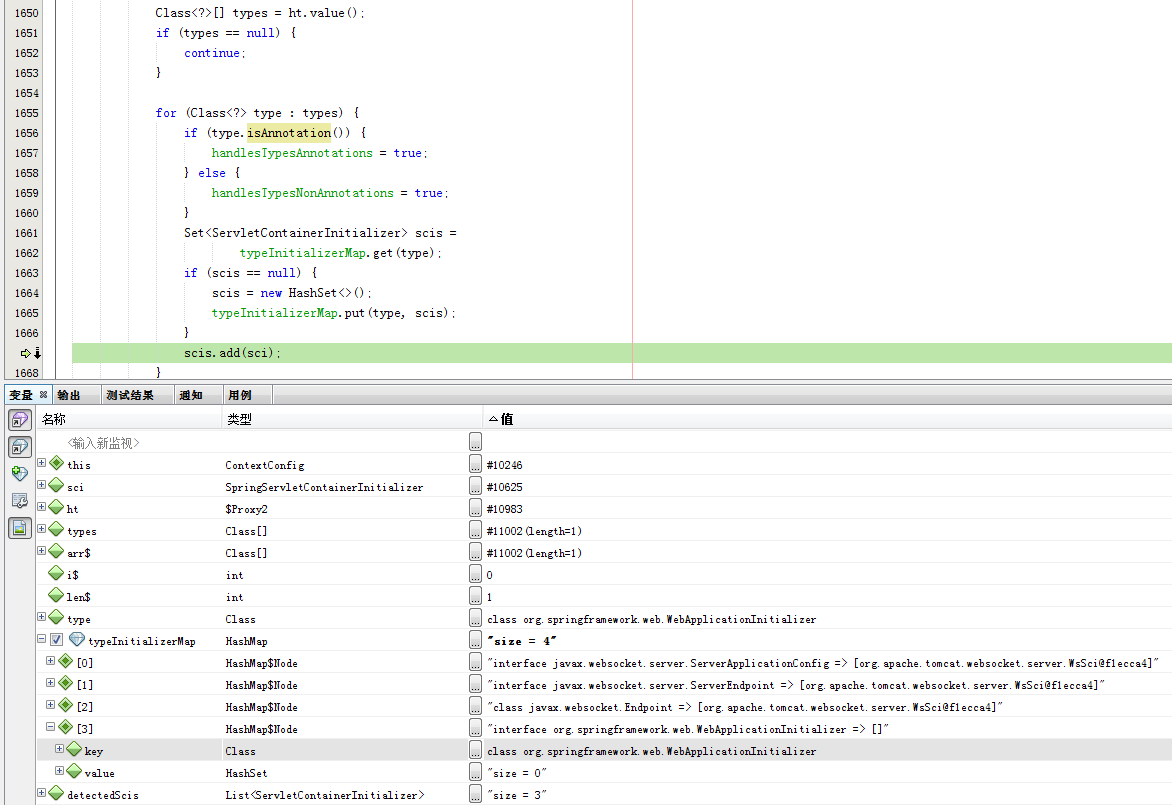 1650 Class<?>[] types = ht.value();
1651 if (types == null) {
1652 continue;
1653 }
1654
1655 for (Class<?> type : types) {
1656 if (type.isAnnotation()) {
1657 handlesTypesAnnotations = true;
1658 } else {
1659 handlesTypesNonAnnotations = true;
1660 }
1661 Set<ServletContainerInitializer> scis =
1662 typeInitializerMap.get(type);
1663 if (scis == null) {
1664 scis = new HashSet<>();
1665 typeInitializerMap.put(type, scis);
1666 }
scis.add(sci);
1668 }
变量 输出 测试结果 通知 用例
名称 类型 值
<输入新监视> ...
this ContextConfig ... #10246
sci SpringServletContainerInitializer ... #10625
ht $Proxy2 ... #10983
types Class[] ... #11002(length=1)
arr$ Class[] ... #11002(length=1)
i$ int ... 0
len$ int ... 1
type Class ... class org.springframework.web.WebApplicationInitializer
typeInitializerMap HashMap ... "size = 4"
[0] HashMap$Node ... "interface javax.websocket.server.ServerApplicationConfig => [org.apache.tomcat.websocket.server.WsSci@f1ecca4]"
[1] HashMap$Node ... "interface javax.websocket.server.ServerEndpoint => [org.apache.tomcat.websocket.server.WsSci@f1ecca4]"
[2] HashMap$Node ... "class javax.websocket.Endpoint => [org.apache.tomcat.websocket.server.WsSci@f1ecca4]"
[3] HashMap$Node ... "interface org.springframework.web.WebApplicationInitializer => []"
key Class ... class org.springframework.web.WebApplicationInitializer
value HashSet ... "size = 0"
detectedScis List<ServletContainerInitializer> ... "size = 3"